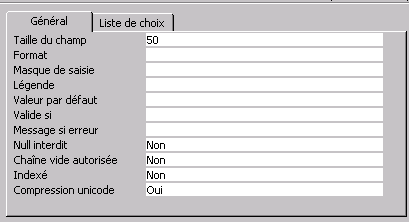 Général Liste de choix
Taille du champ 50
Format
Masque de saisie
Légende
Valeur par défaut
Valide si
Message si erreur
Null interdit Non
Chaîne vide autorisée Non
Indexé Non
Compression unicode Oui